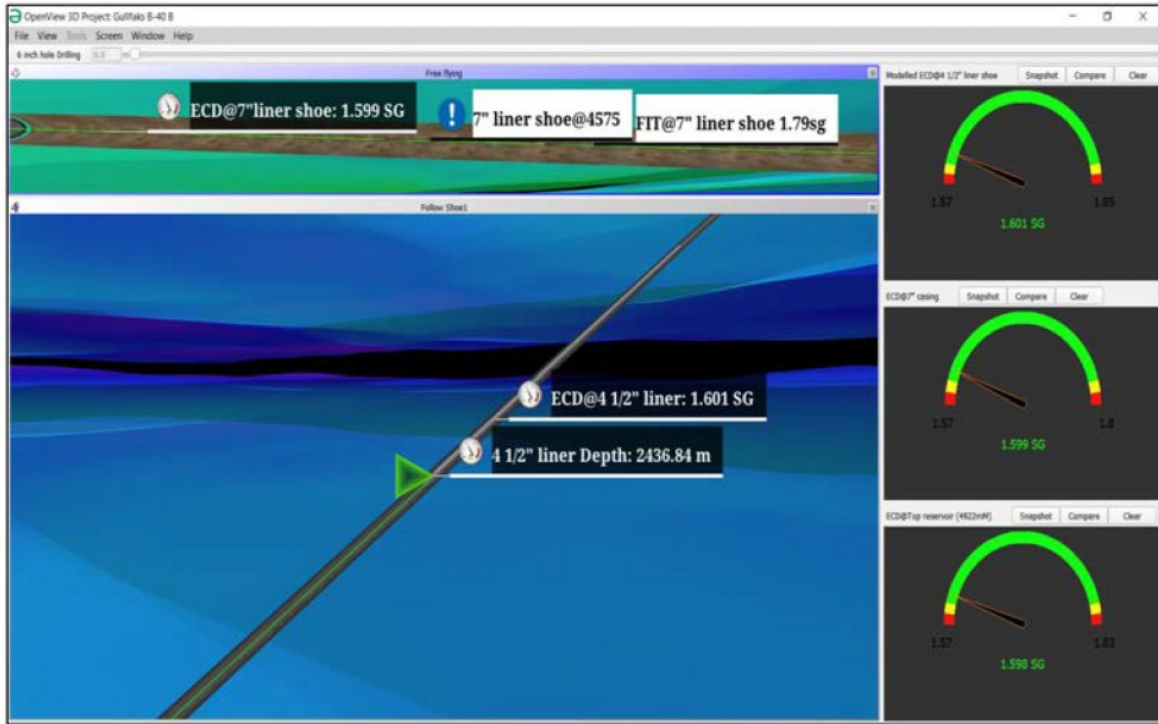 OpenView 3D Project: Gullfaks B-40 B
File View Tools Screen Window Help
6 inch hole Drilling 0.0 m
Free flying
ECD@7"liner shoe: 1.599 SG
7" liner shoe@4575
FIT@7" liner shoe 1.79sg
Follow Shoe1
ECD@4 1/2" liner: 1.601 SG
4 1/2" liner Depth: 2436.84 m
Modelled ECD@4 1/2" liner shoe Snapshot Compare Clear
1.57 1.85
1.601 SG
ECD@7" casing Snapshot Compare Clear
1.57 1.8
1.599 SG
ECD@Top reservoir (4922mM) Snapshot Compare Clear
1.57 1.83
1.598 SG